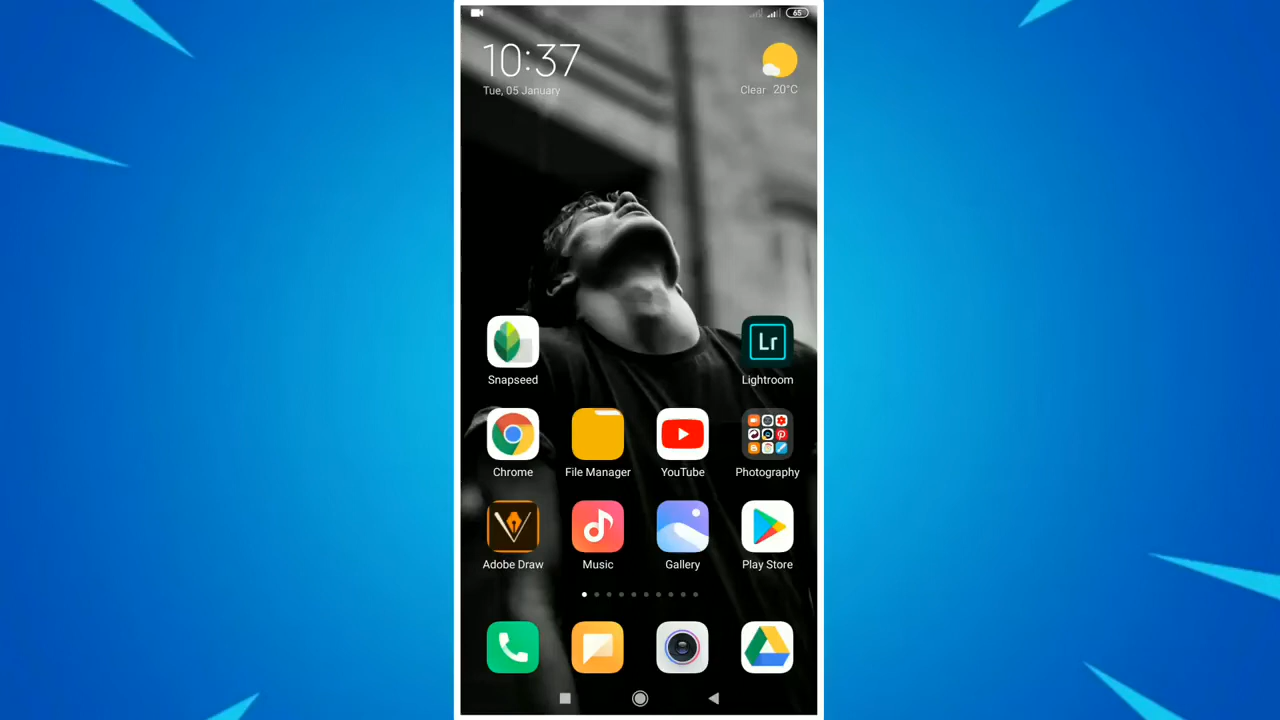 65
10:37
Tue, 05 January
Clear 20°C
Snapseed
Lr
Lightroom
Chrome
File Manager
YouTube
Photography
Adobe Draw
Music
Gallery
Play Store